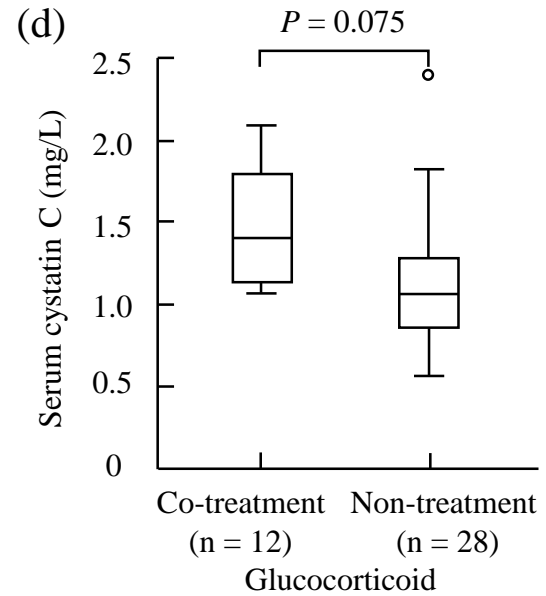 (d)
P = 0.075
Serum cystatin C (mg/L)
2.5
2.0
1.5
1.0
0.5
0
Co-treatment Non-treatment
(n = 12) (n = 28)
Glucocorticoid